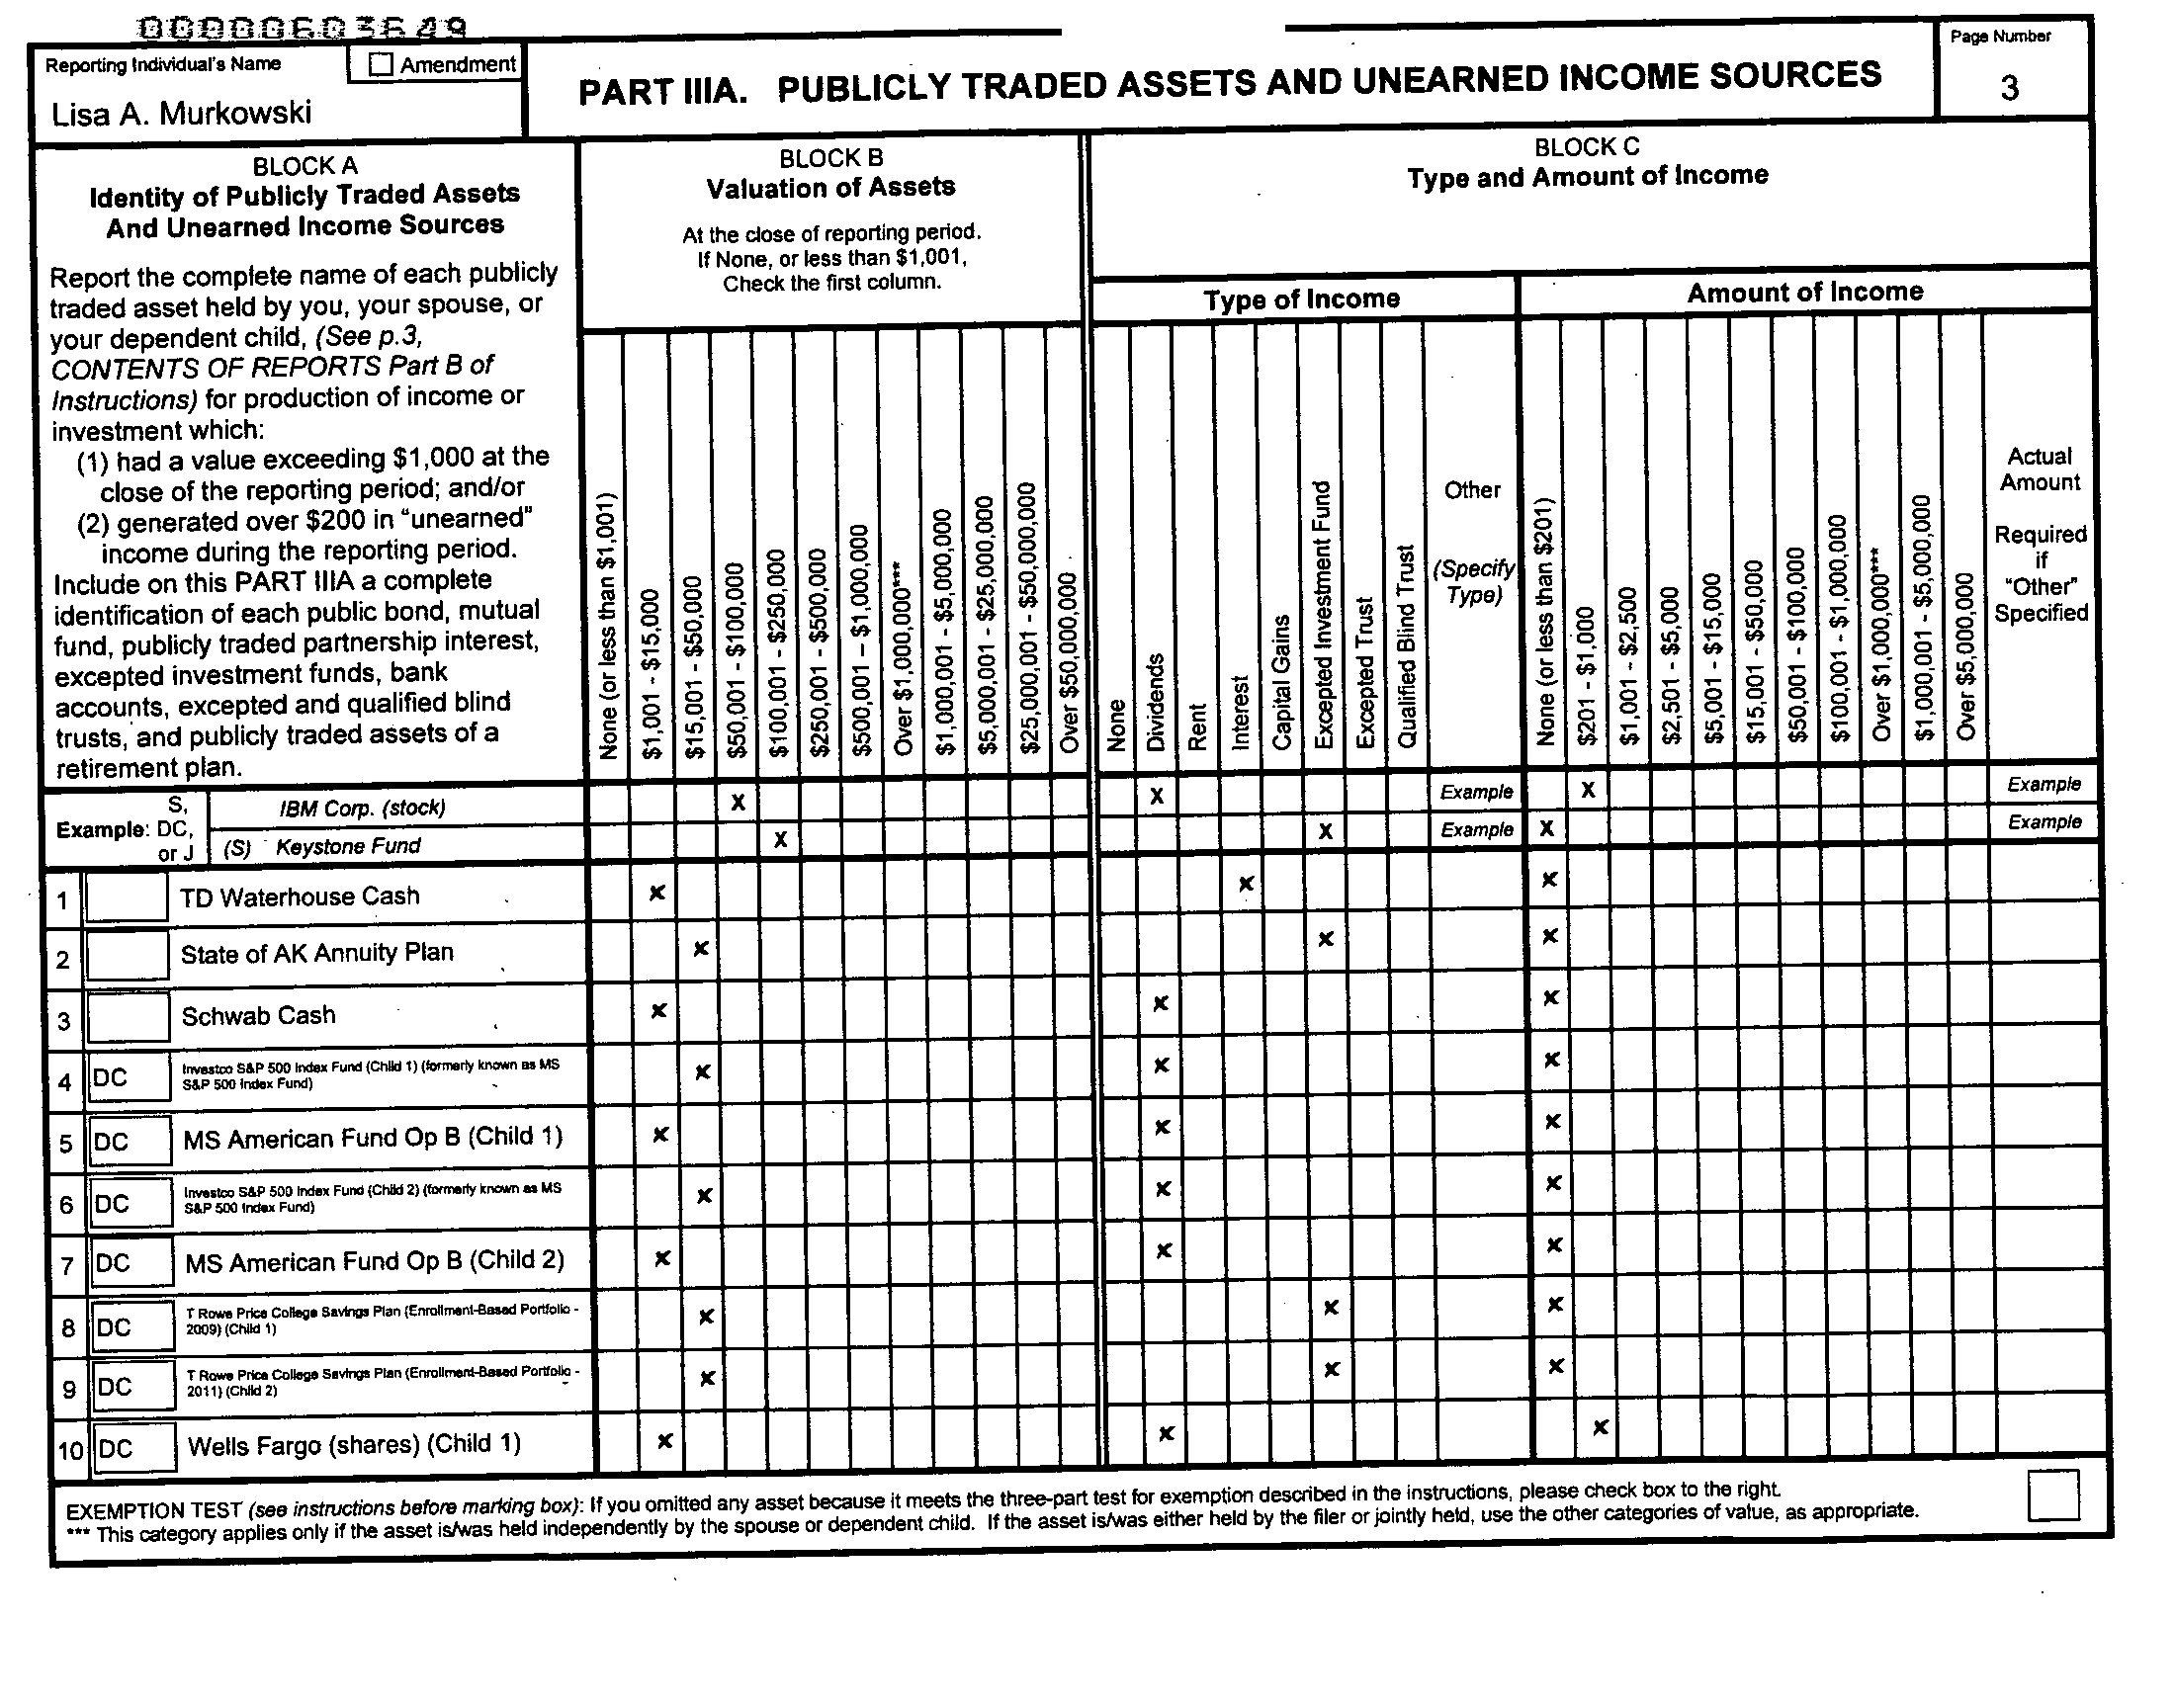 000000603649
Reporting Individual's Name
Amendment
Lisa A. Murkowski
PART IIIA. PUBLICLY TRADED ASSETS AND UNEARNED INCOME SOURCES
Page Number
3
BLOCK A
Identity of Publicly Traded Assets
And Unearned Income Sources
Report the complete name of each publicly
traded asset held by you, your spouse, or
your dependent child, (See p.3,
CONTENTS OF REPORTS Part B of
Instructions) for production of income or
investment which:
(1) had a value exceeding $1,000 at the
close of the reporting period; and/or
(2) generated over $200 in “unearned”
income during the reporting period.
Include on this PART IIIA a complete
identification of each public bond, mutual
fund, publicly traded partnership interest,
excepted investment funds, bank
accounts, excepted and qualified blind
trusts, and publicly traded assets of a
retirement plan.
BLOCK B
Valuation of Assets
At the close of reporting period.
If None, or less than $1,001,
Check the first column.
None (or less than $1,001)
$1,001 - $15,000
$15,001 - $50,000
$50,001 - $100,000
$100,001 - $250,000
$250,001 - $500,000
$500,001 – $1,000,000
Over $1,000,000***
$1,000,001 - $5,000,000
$5,000,001 - $25,000,000
$25,000,001 - $50,000,000
Over $50,000,000
BLOCK C
Type and Amount of Income
Type of Income
None
Dividends
Rent
Interest
Capital Gains
Excepted Investment Fund
Excepted Trust
Qualified Blind Trust
Other
(Specify
Type)
Amount of Income
None (or less than $201)
$201 - $1,000
$1,001 - $2,500
$2,501 - $5,000
$5,001 - $15,000
$15,001 - $50,000
$50,001 - $100,000
$100,001 - $1,000,000
Over $1,000,000***
$1,000,001 - $5,000,000
Over $5,000,000
Actual
Amount
Required
if
“Other”
Specified
Example: S, DC, or J
IBM Corp. (stock) X X Example X Example
(S) Keystone Fund X X Example X Example
1 TD Waterhouse Cash X X X
2 State of AK Annuity Plan X X X
3 Schwab Cash X X X
4 DC Investco S&P 500 Index Fund (Child 1) (formerly known as MS
S&P 500 Index Fund) X X X
5 DC MS American Fund Op B (Child 1) X X X
6 DC Investco S&P 500 Index Fund (Child 2) (formerly known as MS
S&P 500 Index Fund) X X X
7 DC MS American Fund Op B (Child 2) X X X
8 DC T Rowe Price College Savings Plan (Enrollment-Based Portfolio -
2009) (Child 1) X X X
9 DC T Rowe Price College Savings Plan (Enrollment-Based Portfolio -
2011) (Child 2) X X X
10 DC Wells Fargo (shares) (Child 1) X X X
EXEMPTION TEST (see instructions before marking box): If you omitted any asset because it meets the three-part test for exemption described in the instructions, please check box to the right.
*** This category applies only if the asset is/was held independently by the spouse or dependent child. If the asset is/was either held by the filer or jointly held, use the other categories of value, as appropriate.